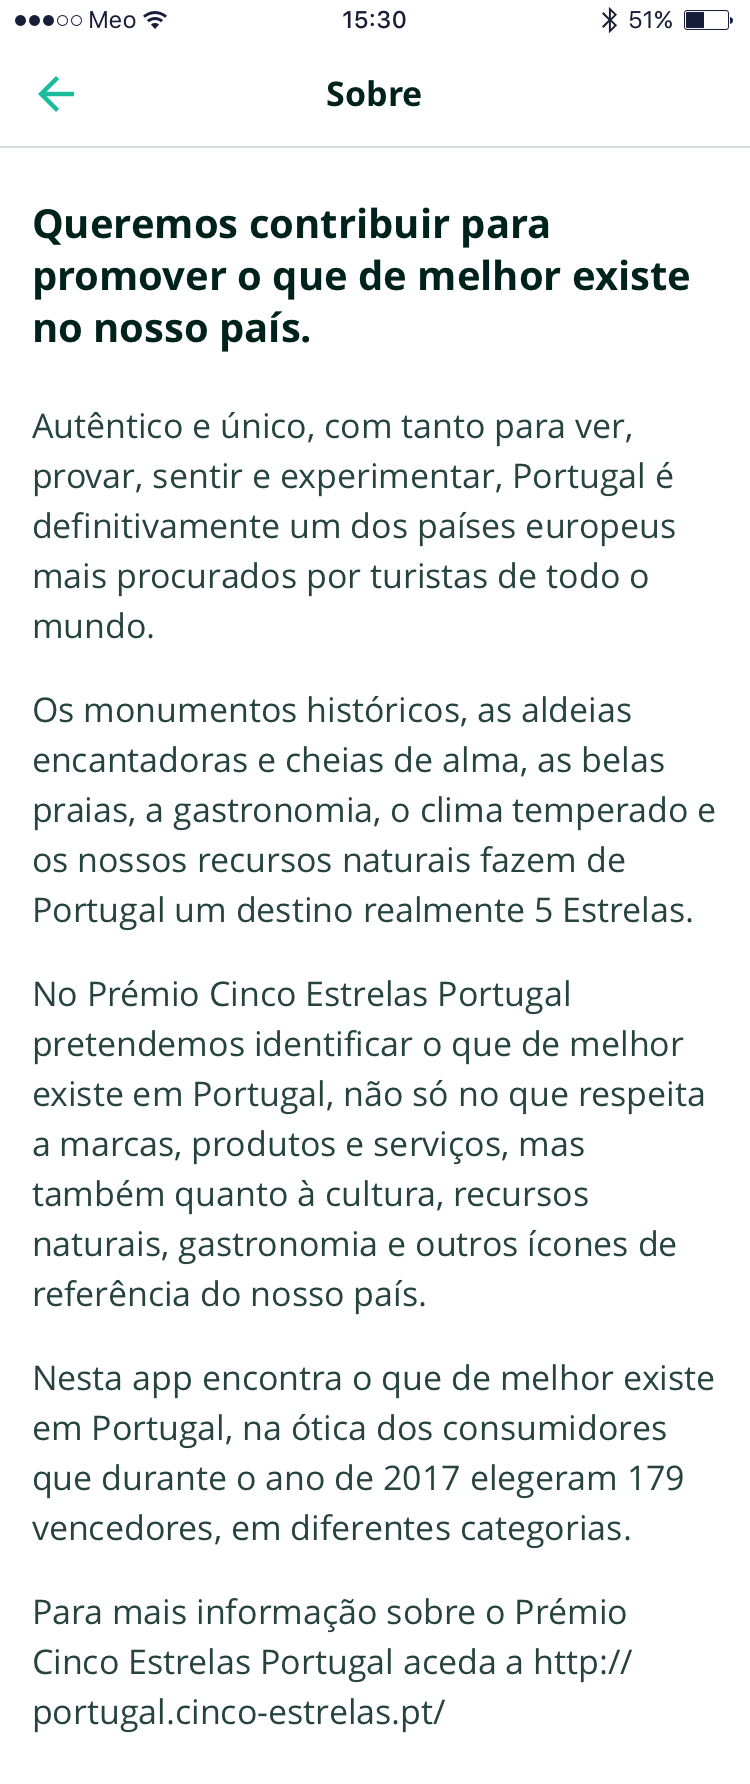 Meo 15:30 51%
Sobre
Queremos contribuir para
promover o que de melhor existe
no nosso país.
Autêntico e único, com tanto para ver,
provar, sentir e experimentar, Portugal é
definitivamente um dos países europeus
mais procurados por turistas de todo o
mundo.
Os monumentos históricos, as aldeias
encantadoras e cheias de alma, as belas
praias, a gastronomia, o clima temperado e
os nossos recursos naturais fazem de
Portugal um destino realmente 5 Estrelas.
No Prémio Cinco Estrelas Portugal
pretendemos identificar o que de melhor
existe em Portugal, não só no que respeita
a marcas, produtos e serviços, mas
também quanto à cultura, recursos
naturais, gastronomia e outros ícones de
referência do nosso país.
Nesta app encontra o que de melhor existe
em Portugal, na ótica dos consumidores
que durante o ano de 2017 elegeram 179
vencedores, em diferentes categorias.
Para mais informação sobre o Prémio
Cinco Estrelas Portugal aceda a http://
portugal.cinco-estrelas.pt/